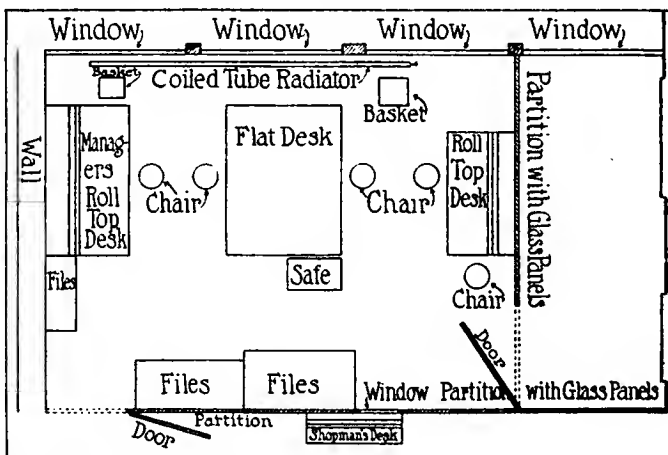 Window Window Window Window
Basket
Coiled Tube Radiator
Basket
Wall
Manag-
ers
Roll
Top
Desk
Chair
Flat Desk
Chair
Roll
Top
Desk
Partition with Glass Panels
Files
Safe
Chair
Door
Files Files
Window Partition with Glass Panels
Partition
Door
Shopman's Desk